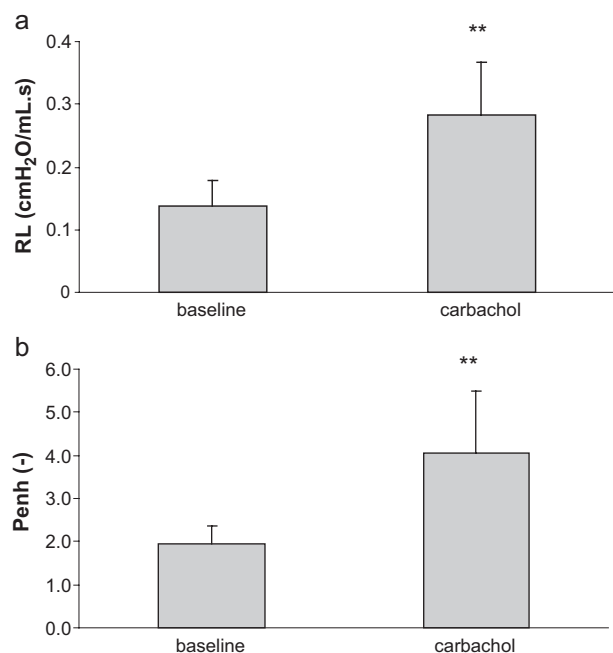 a
**
0.4
0.3
0.2
0.1
0
RL (cmH₂O/mL.s)
baseline carbachol
b
**
6.0
5.0
4.0
3.0
2.0
1.0
0.0
Penh (-)
baseline carbachol